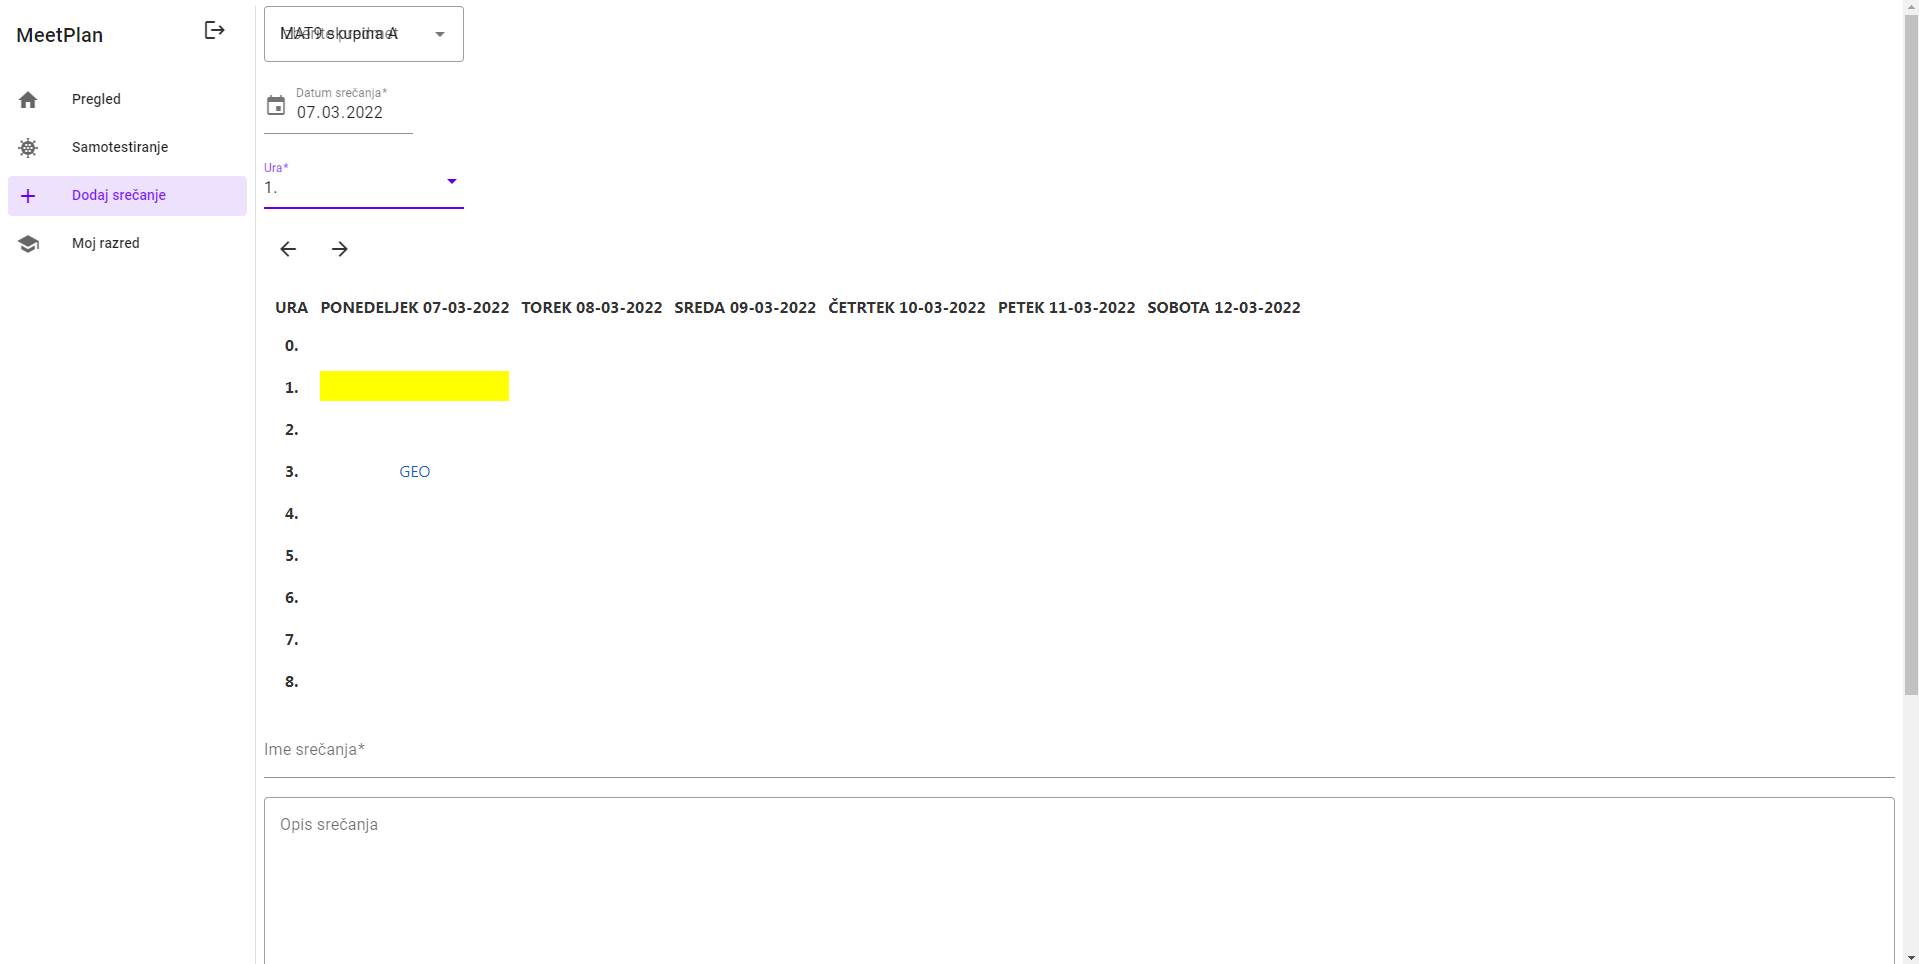 MeetPlan
Pregled
Samotestiranje
Dodaj srečanje
Moj razred
MAT9 skupina A
Datum srečanja*
07.03.2022
Ura*
1.
URA PONEDELJEK 07-03-2022 TOREK 08-03-2022 SREDA 09-03-2022 ČETRTEK 10-03-2022 PETEK 11-03-2022 SOBOTA 12-03-2022
0.
1.
2.
3. GEO
4.
5.
6.
7.
8.
Ime srečanja*
Opis srečanja